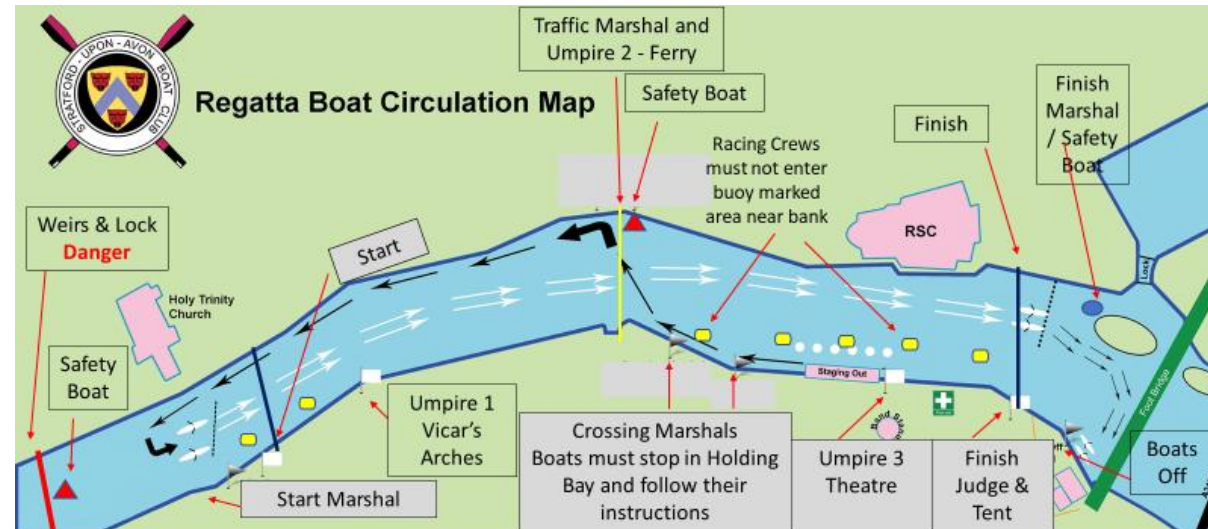 STRATFORD - UPON - AVON
BOAT CLUB
Regatta Boat Circulation Map
Traffic Marshal and
Umpire 2 - Ferry
Safety Boat
Racing Crews
must not enter
buoy marked
area near bank
Finish
Finish
Marshal
/ Safety
Boat
RSC
Lock
Weirs & Lock
Danger
Start
Holy Trinity
Church
Safety
Boat
Umpire 1
Vicar's
Arches
Start Marshal
Staging Out
Crossing Marshals
Boats must stop in Holding
Bay and follow their
instructions
Band Stand
Umpire 3
Theatre
Finish
Judge &
Tent
Foot Bridge
Boats
Off